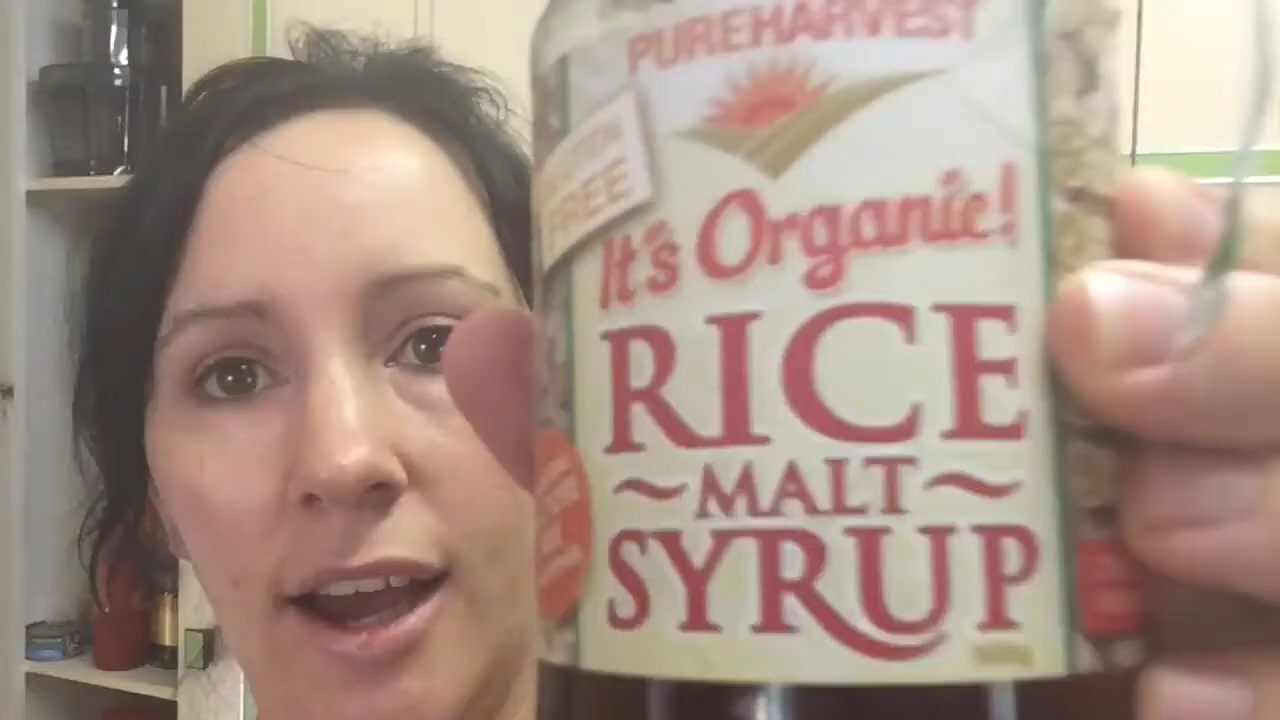 PUREHARVEST
FREE
It's Organic!
RICE
~MALT~
SYRUP